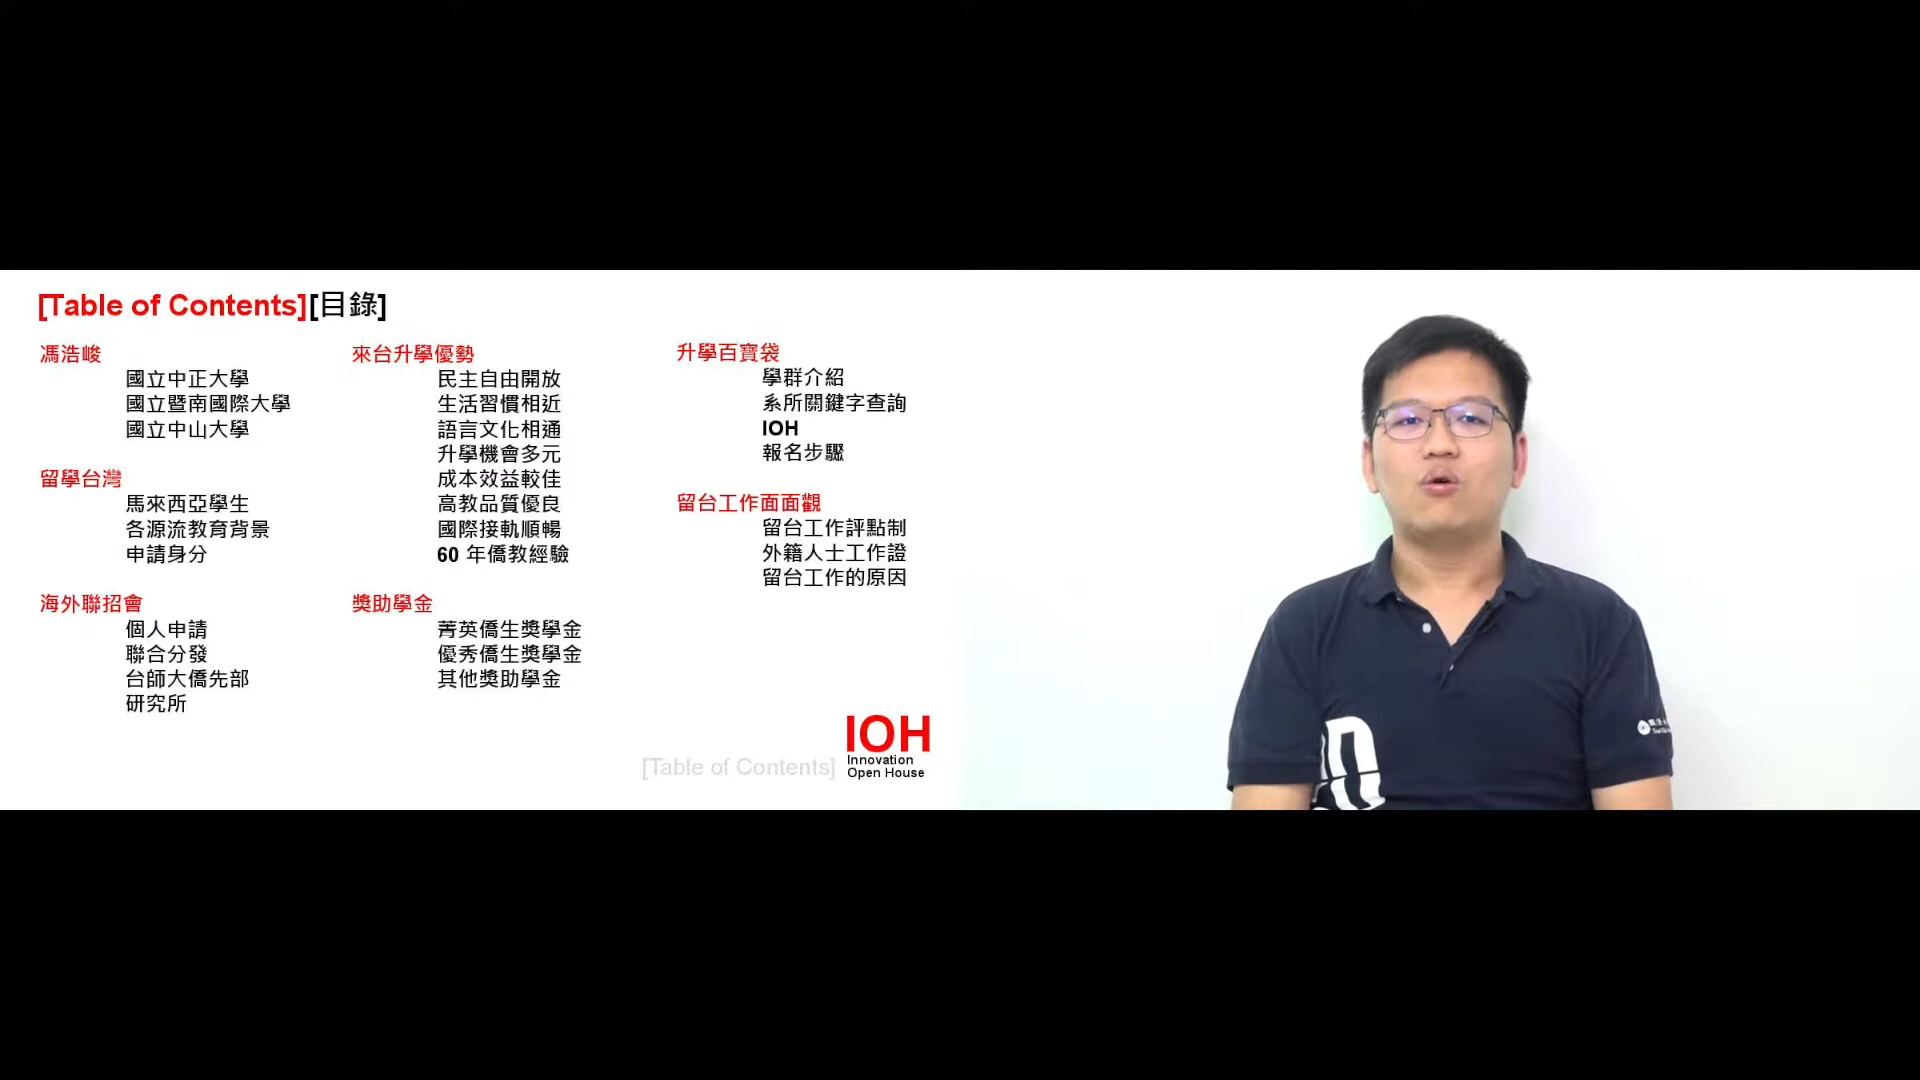 [Table of Contents][目錄]
馮浩峻
國立中正大學
國立暨南國際大學
國立中山大學
留學台灣
馬來西亞學生
各源流教育背景
申請身分
海外聯招會
個人申請
聯合分發
台師大僑先部
研究所
來台升學優勢
民主自由開放
生活習慣相近
語言文化相通
升學機會多元
成本效益較佳
高教品質優良
國際接軌順暢
60 年僑教經驗
獎助學金
菁英僑生獎學金
優秀僑生獎學金
其他獎助學金
升學百寶袋
學群介紹
系所關鍵字查詢
IOH
報名步驟
留台工作面面觀
留台工作評點制
外籍人士工作證
留台工作的原因
[Table of Contents]
IOH
Innovation
Open House